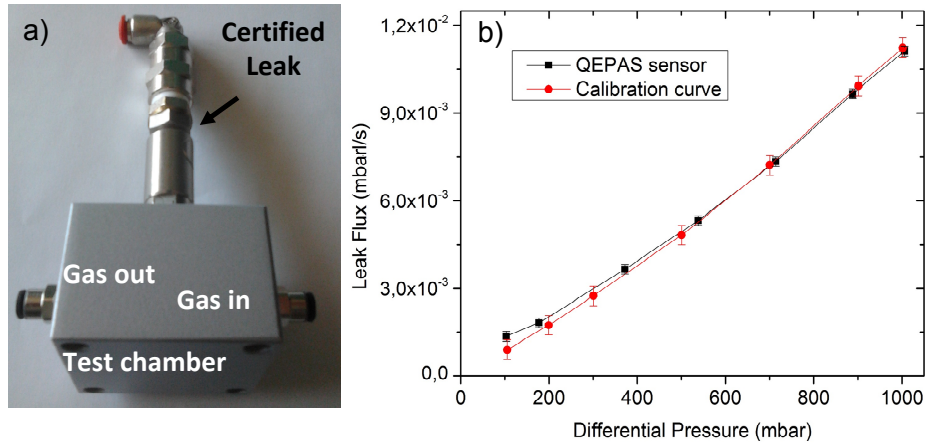 a)
Certified
Leak
Gas out
Gas in
Test chamber
b)
QEPAS sensor
Calibration curve
1,2x10⁻²
9,0x10⁻³
6,0x10⁻³
3,0x10⁻³
0,0
Leak Flux (mbarl/s)
0 200 400 600 800 1000
Differential Pressure (mbar)